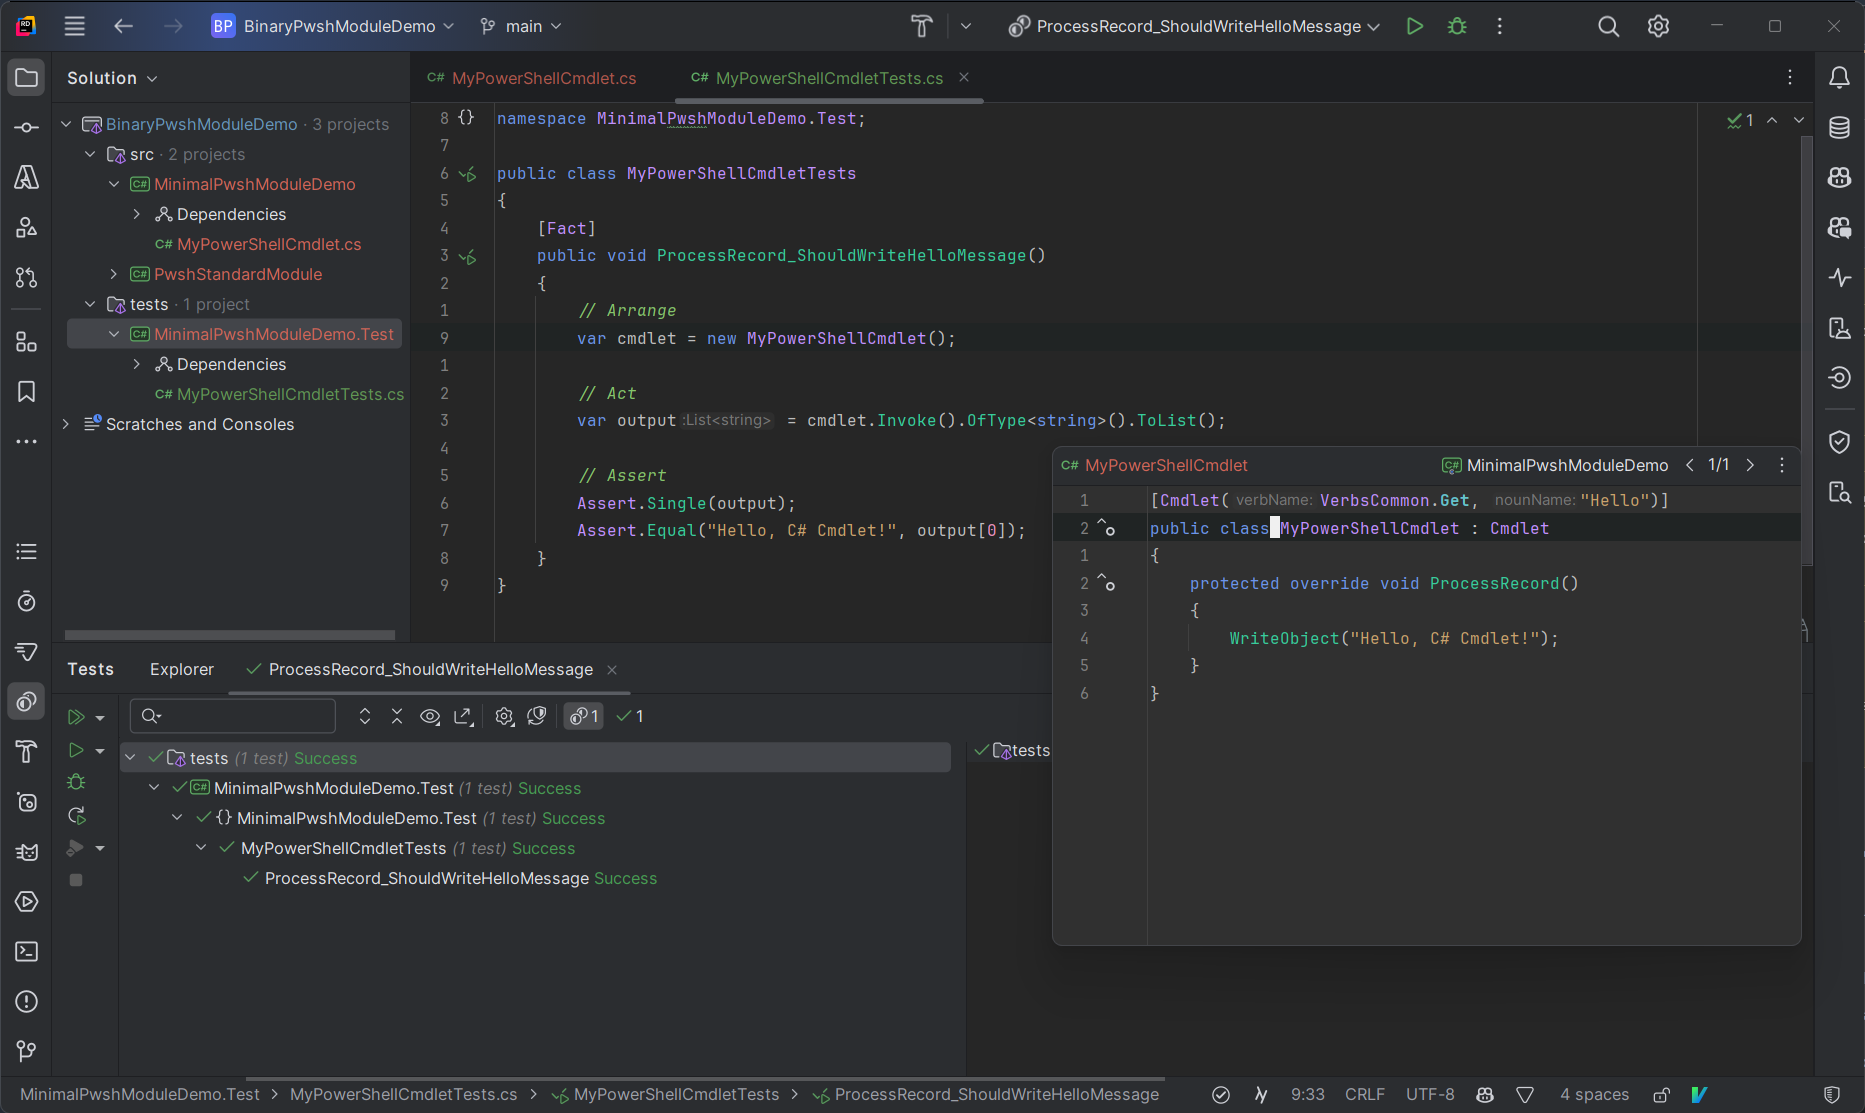 BP BinaryPwshModuleDemo main ProcessRecord_ShouldWriteHelloMessage
Solution
BinaryPwshModuleDemo · 3 projects
src · 2 projects
C# MinimalPwshModuleDemo
Dependencies
C# MyPowerShellCmdlet.cs
C# PwshStandardModule
tests · 1 project
C# MinimalPwshModuleDemo.Test
Dependencies
C# MyPowerShellCmdletTests.cs
Scratches and Consoles
C# MyPowerShellCmdlet.cs C# MyPowerShellCmdletTests.cs
8 {} namespace MinimalPwshModuleDemo.Test; 1
7
6 public class MyPowerShellCmdletTests
5 {
4 [Fact]
3 public void ProcessRecord_ShouldWriteHelloMessage()
2 {
1 // Arrange
9 var cmdlet = new MyPowerShellCmdlet();
1
2 // Act
3 var output :List<string> = cmdlet.Invoke().OfType<string>().ToList();
4
5 // Assert
6 Assert.Single(output);
7 Assert.Equal("Hello, C# Cmdlet!", output[0]);
8 }
9 }
C# MyPowerShellCmdlet C# MinimalPwshModuleDemo 1/1
1 [Cmdlet( verbName: VerbsCommon.Get, nounName: "Hello")]
2 public class MyPowerShellCmdlet : Cmdlet
1 {
2 protected override void ProcessRecord()
3 {
4 WriteObject("Hello, C# Cmdlet!");
5 }
6 }
Tests Explorer ProcessRecord_ShouldWriteHelloMessage
1 1
tests (1 test) Success
C# MinimalPwshModuleDemo.Test (1 test) Success
{} MinimalPwshModuleDemo.Test (1 test) Success
MyPowerShellCmdletTests (1 test) Success
ProcessRecord_ShouldWriteHelloMessage Success
tests
MinimalPwshModuleDemo.Test > MyPowerShellCmdletTests.cs > MyPowerShellCmdletTests > ProcessRecord_ShouldWriteHelloMessage 9:33 CRLF UTF-8 4 spaces